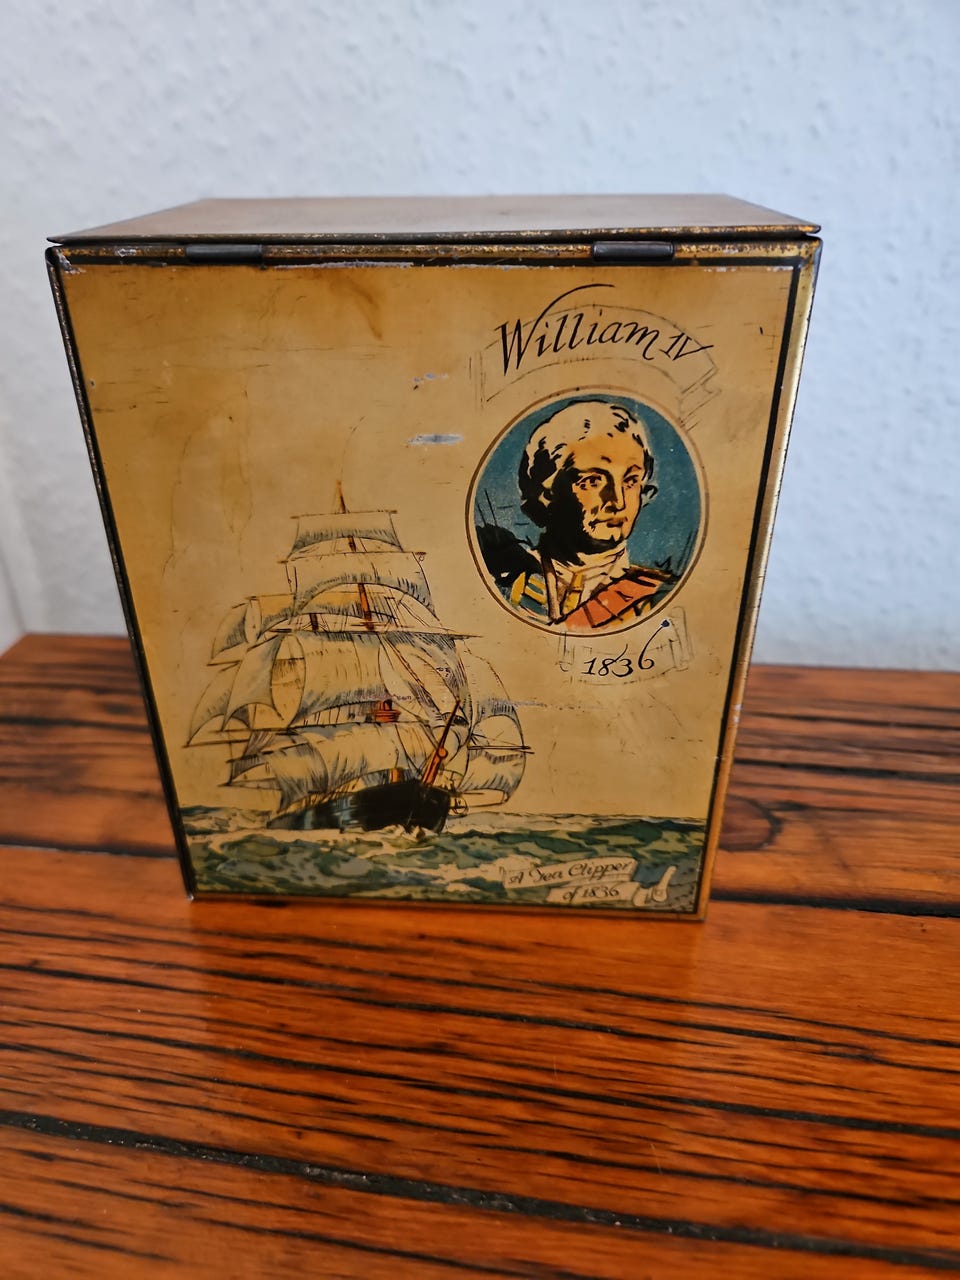 William IV
1836
A Sea Clipper
of 1836